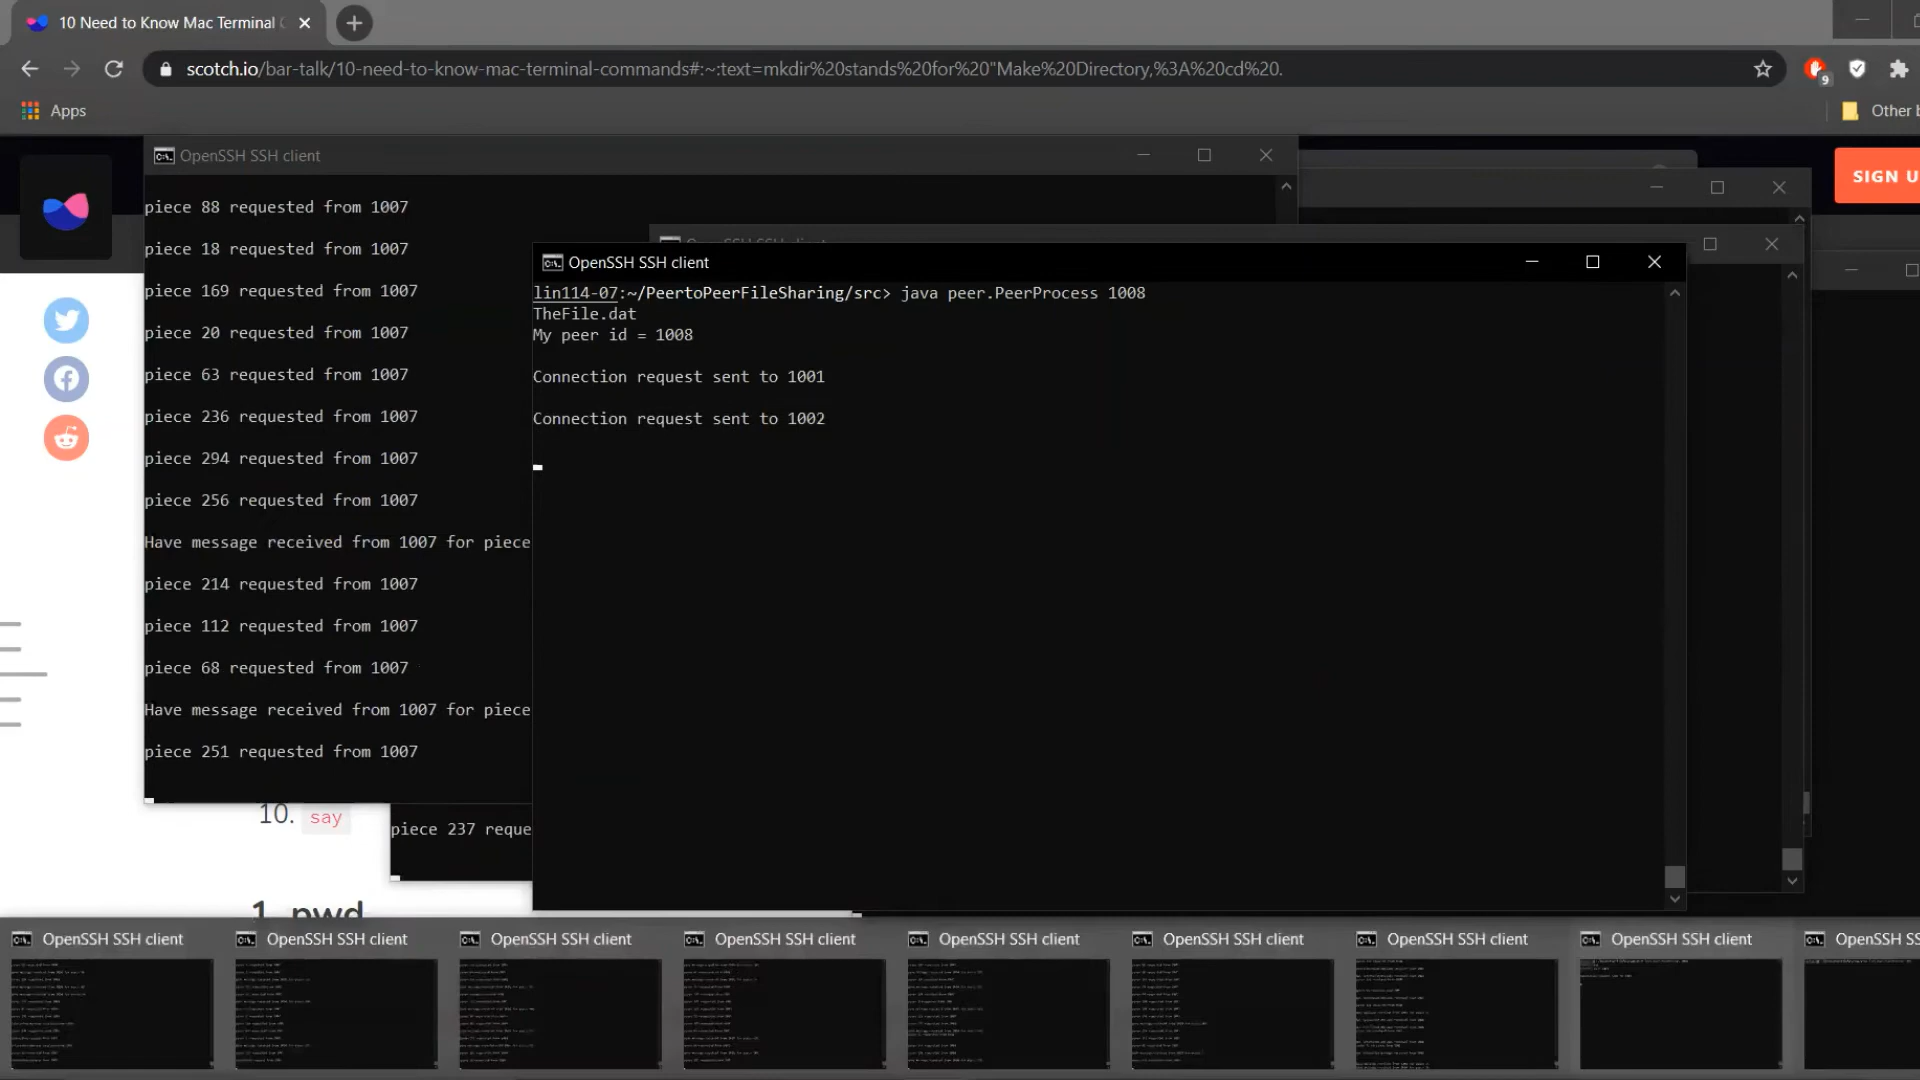 10 Need to Know Mac Terminal
scotch.io/bar-talk/10-need-to-know-mac-terminal-commands#:~:text=mkdir%20stands%20for%20"Make%20Directory,%3A%20cd%20.
9
Apps
Other b
SIGN U
OpenSSH SSH client
piece 88 requested from 1007
piece 18 requested from 1007
piece 169 requested from 1007
piece 20 requested from 1007
piece 63 requested from 1007
piece 236 requested from 1007
piece 294 requested from 1007
piece 256 requested from 1007
Have message received from 1007 for piece
piece 214 requested from 1007
piece 112 requested from 1007
piece 68 requested from 1007
Have message received from 1007 for piece
piece 251 requested from 1007
OpenSSH SSH client
lin114-07:~/PeertoPeerFileSharing/src> java peer.PeerProcess 1008
TheFile.dat
My peer id = 1008
Connection request sent to 1001
Connection request sent to 1002
10. say
piece 237 reque
1. pwd
OpenSSH SSH client
OpenSSH SSH client
OpenSSH SSH client
OpenSSH SSH client
OpenSSH SSH client
OpenSSH SSH client
OpenSSH SSH client
OpenSSH SSH client
OpenSSH SS